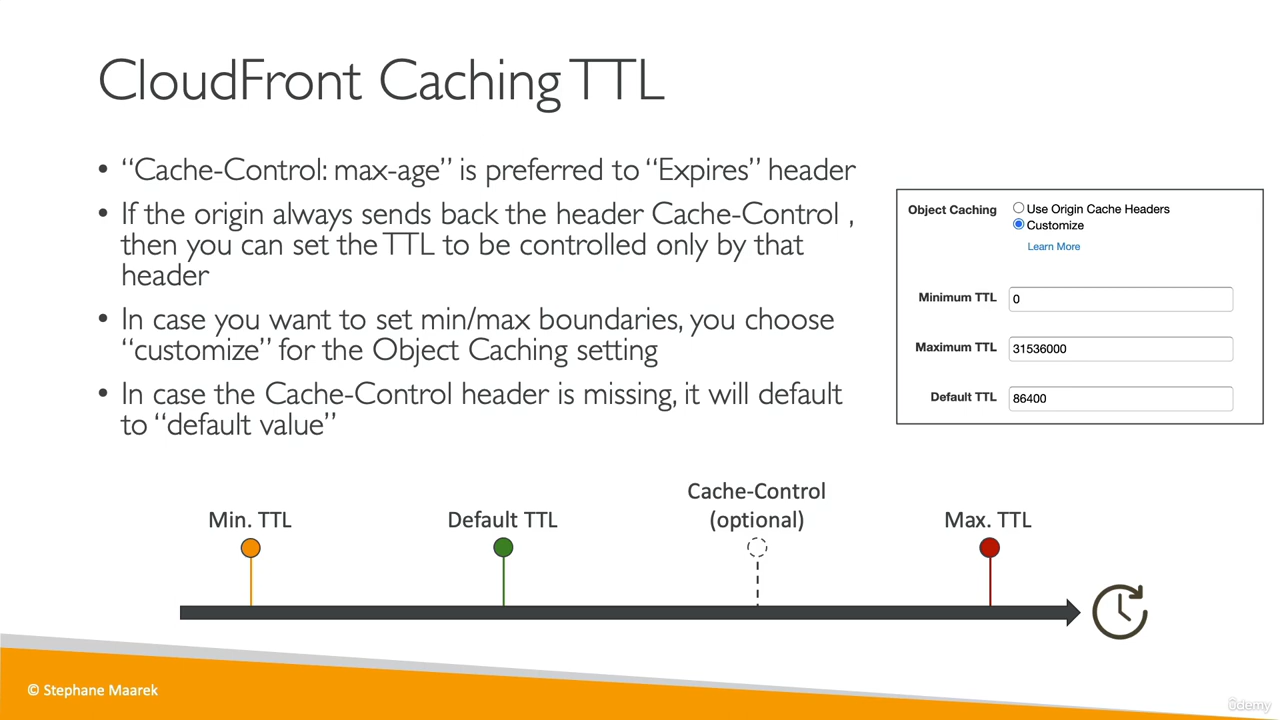 CloudFront Caching TTL
• “Cache-Control: max-age” is preferred to “Expires” header
• If the origin always sends back the header Cache-Control ,
then you can set the TTL to be controlled only by that
header
• In case you want to set min/max boundaries, you choose
“customize” for the Object Caching setting
• In case the Cache-Control header is missing, it will default
to “default value”
Object Caching
Use Origin Cache Headers
Customize
Learn More
Minimum TTL 0
Maximum TTL 31536000
Default TTL 86400
Min. TTL
Default TTL
Cache-Control
(optional)
Max. TTL
© Stephane Maarek
ûdemy